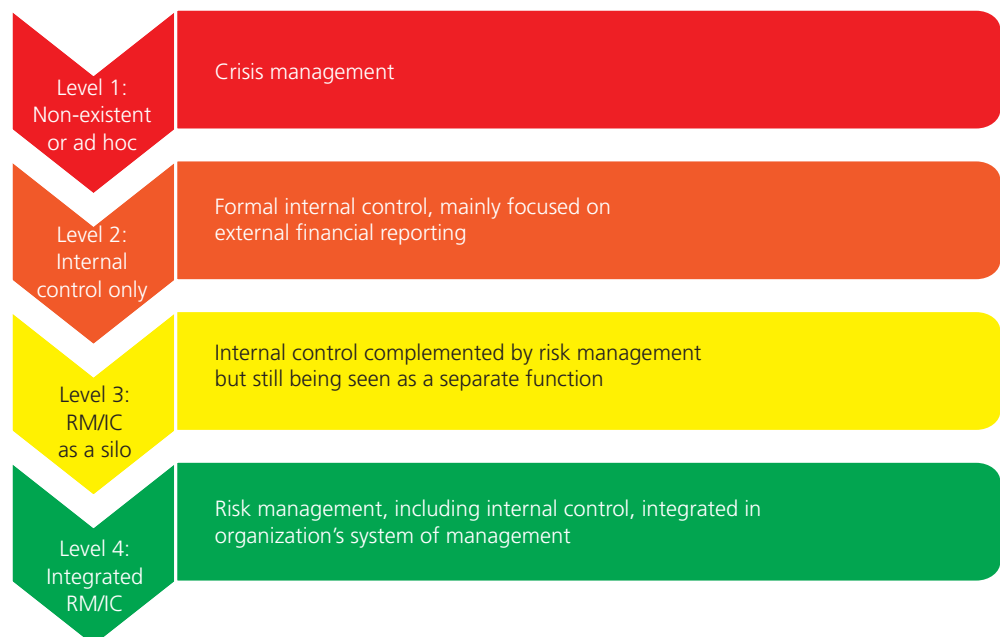 Level 1:
Non-existent
or ad hoc
Crisis management
Level 2:
Internal
control only
Formal internal control, mainly focused on
external financial reporting
Level 3:
RM/IC
as a silo
Internal control complemented by risk management
but still being seen as a separate function
Level 4:
Integrated
RM/IC
Risk management, including internal control, integrated in
organization’s system of management